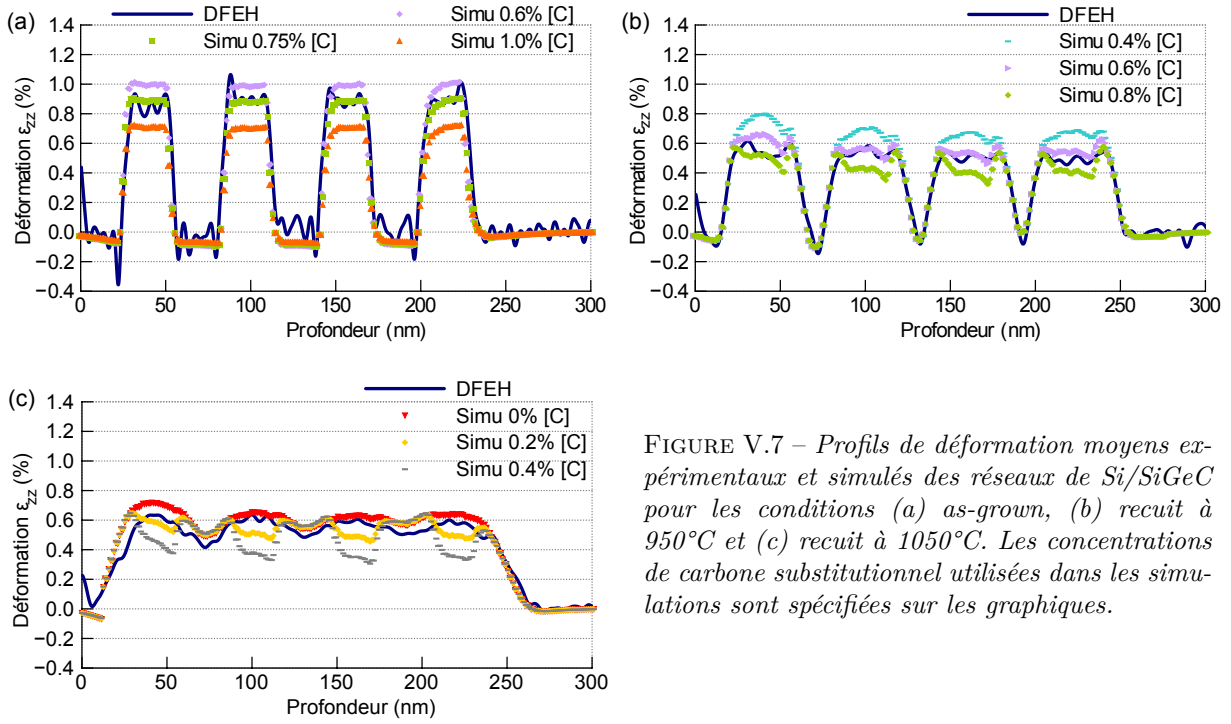 (a)
DFEH
Simu 0.6% [C]
Simu 0.75% [C]
Simu 1.0% [C]
Déformation εzz (%)
1.4
1.2
1.0
0.8
0.6
0.4
0.2
0.0
−0.2
−0.4
0
50
100
150
200
250
300
Profondeur (nm)
(b)
DFEH
Simu 0.4% [C]
Simu 0.6% [C]
Simu 0.8% [C]
Déformation εzz (%)
1.4
1.2
1.0
0.8
0.6
0.4
0.2
0.0
−0.2
−0.4
0
50
100
150
200
250
300
Profondeur (nm)
(c)
DFEH
Simu 0% [C]
Simu 0.2% [C]
Simu 0.4% [C]
Déformation εzz (%)
1.4
1.2
1.0
0.8
0.6
0.4
0.2
0.0
−0.2
−0.4
0
50
100
150
200
250
300
Profondeur (nm)
FIGURE V.7 – Profils de déformation moyens ex-
périmentaux et simulés des réseaux de Si/SiGeC
pour les conditions (a) as-grown, (b) recuit à
950°C et (c) recuit à 1050°C. Les concentrations
de carbone substitutionnel utilisées dans les simu-
lations sont spécifiées sur les graphiques.